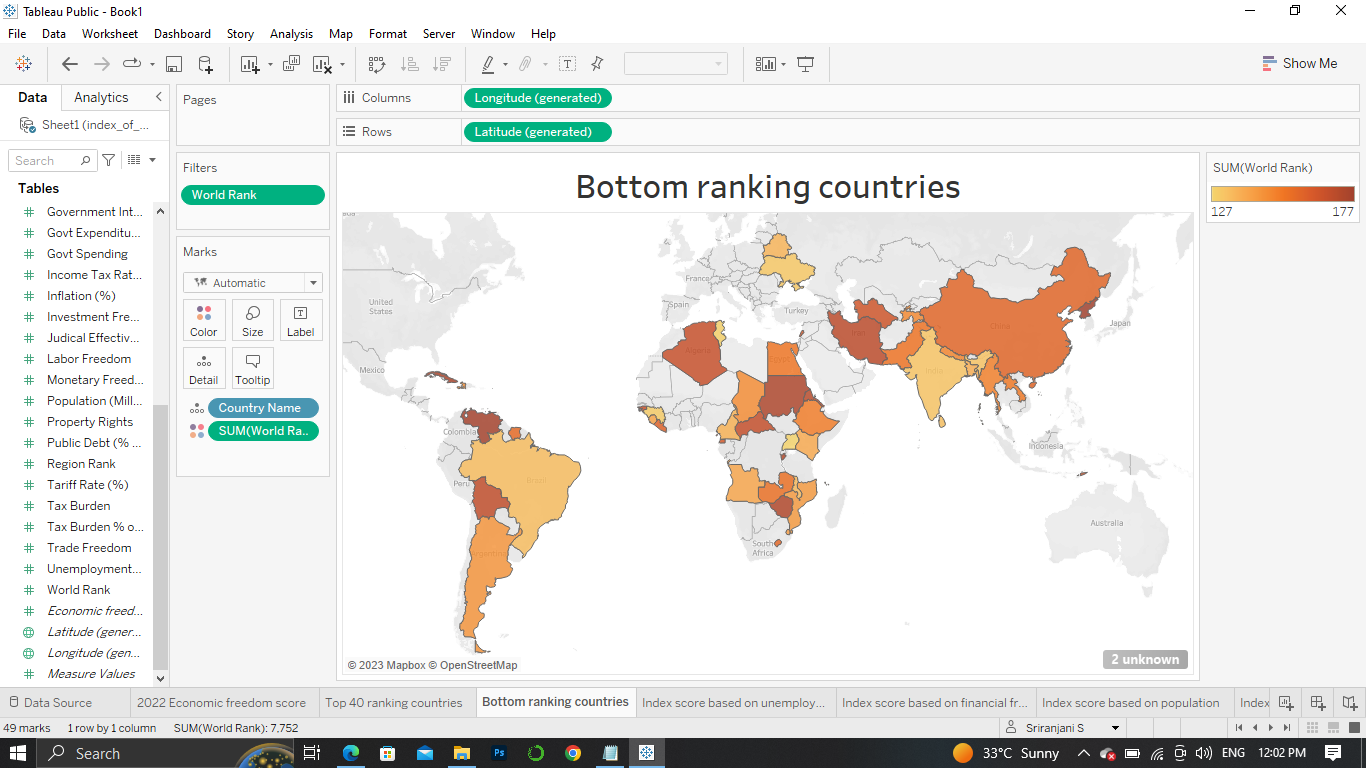 Tableau Public - Book1
File Data Worksheet Dashboard Story Analysis Map Format Server Window Help
Show Me
Data Analytics
Sheet1 (index_of_...
Search
Tables
Government Int...
Govt Expenditu...
Govt Spending
Income Tax Rat...
Inflation (%)
Investment Fre...
Judical Effectiv...
Labor Freedom
Monetary Freed...
Population (Mill...
Property Rights
Public Debt (% ...
Region Rank
Tariff Rate (%)
Tax Burden
Tax Burden % o...
Trade Freedom
Unemployment...
World Rank
Economic freed...
Latitude (gener...
Longitude (gen...
Measure Values
Pages
Filters
World Rank
Marks
Automatic
Color Size Label
Detail Tooltip
Country Name
SUM(World Ra..
Columns Longitude (generated)
Rows Latitude (generated)
Bottom ranking countries
United
States
Mexico
Colombia
Peru
Brazil
Argentina
France
Spain
Turkey
Algeria
Egypt
Iran
India
China
Japan
Indonesia
Australia
South
Africa
© 2023 Mapbox © OpenStreetMap
2 unknown
SUM(World Rank)
127 177
Data Source 2022 Economic freedom score Top 40 ranking countries Bottom ranking countries Index score based on unemploy... Index score based on financial fr... Index score based on population Index
49 marks 1 row by 1 column SUM(World Rank): 7,752 Sriranjani S
Search 33°C Sunny ENG 12:02 PM